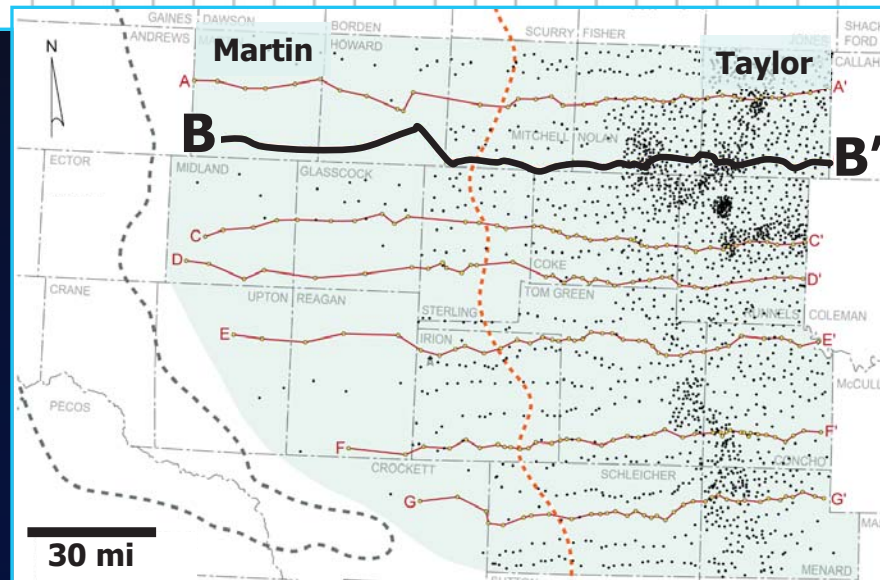 GAINES DAWSON BORDEN SCURRY FISHER SHACK
ANDREWS HOWARD JONES FORD
Martin Taylor CALLAH
N
A A'
B MITCHELL NOLAN B'
ECTOR
MIDLAND GLASSCOCK
C C'
D COKE D'
CRANE UPTON REAGAN STERLING TOM GREEN RUNNELS COLEMAN
E IRION E'
A
McCULL
PECOS
F F'
CROCKETT SCHLEICHER CONCHO
G G'
30 mi MENARD